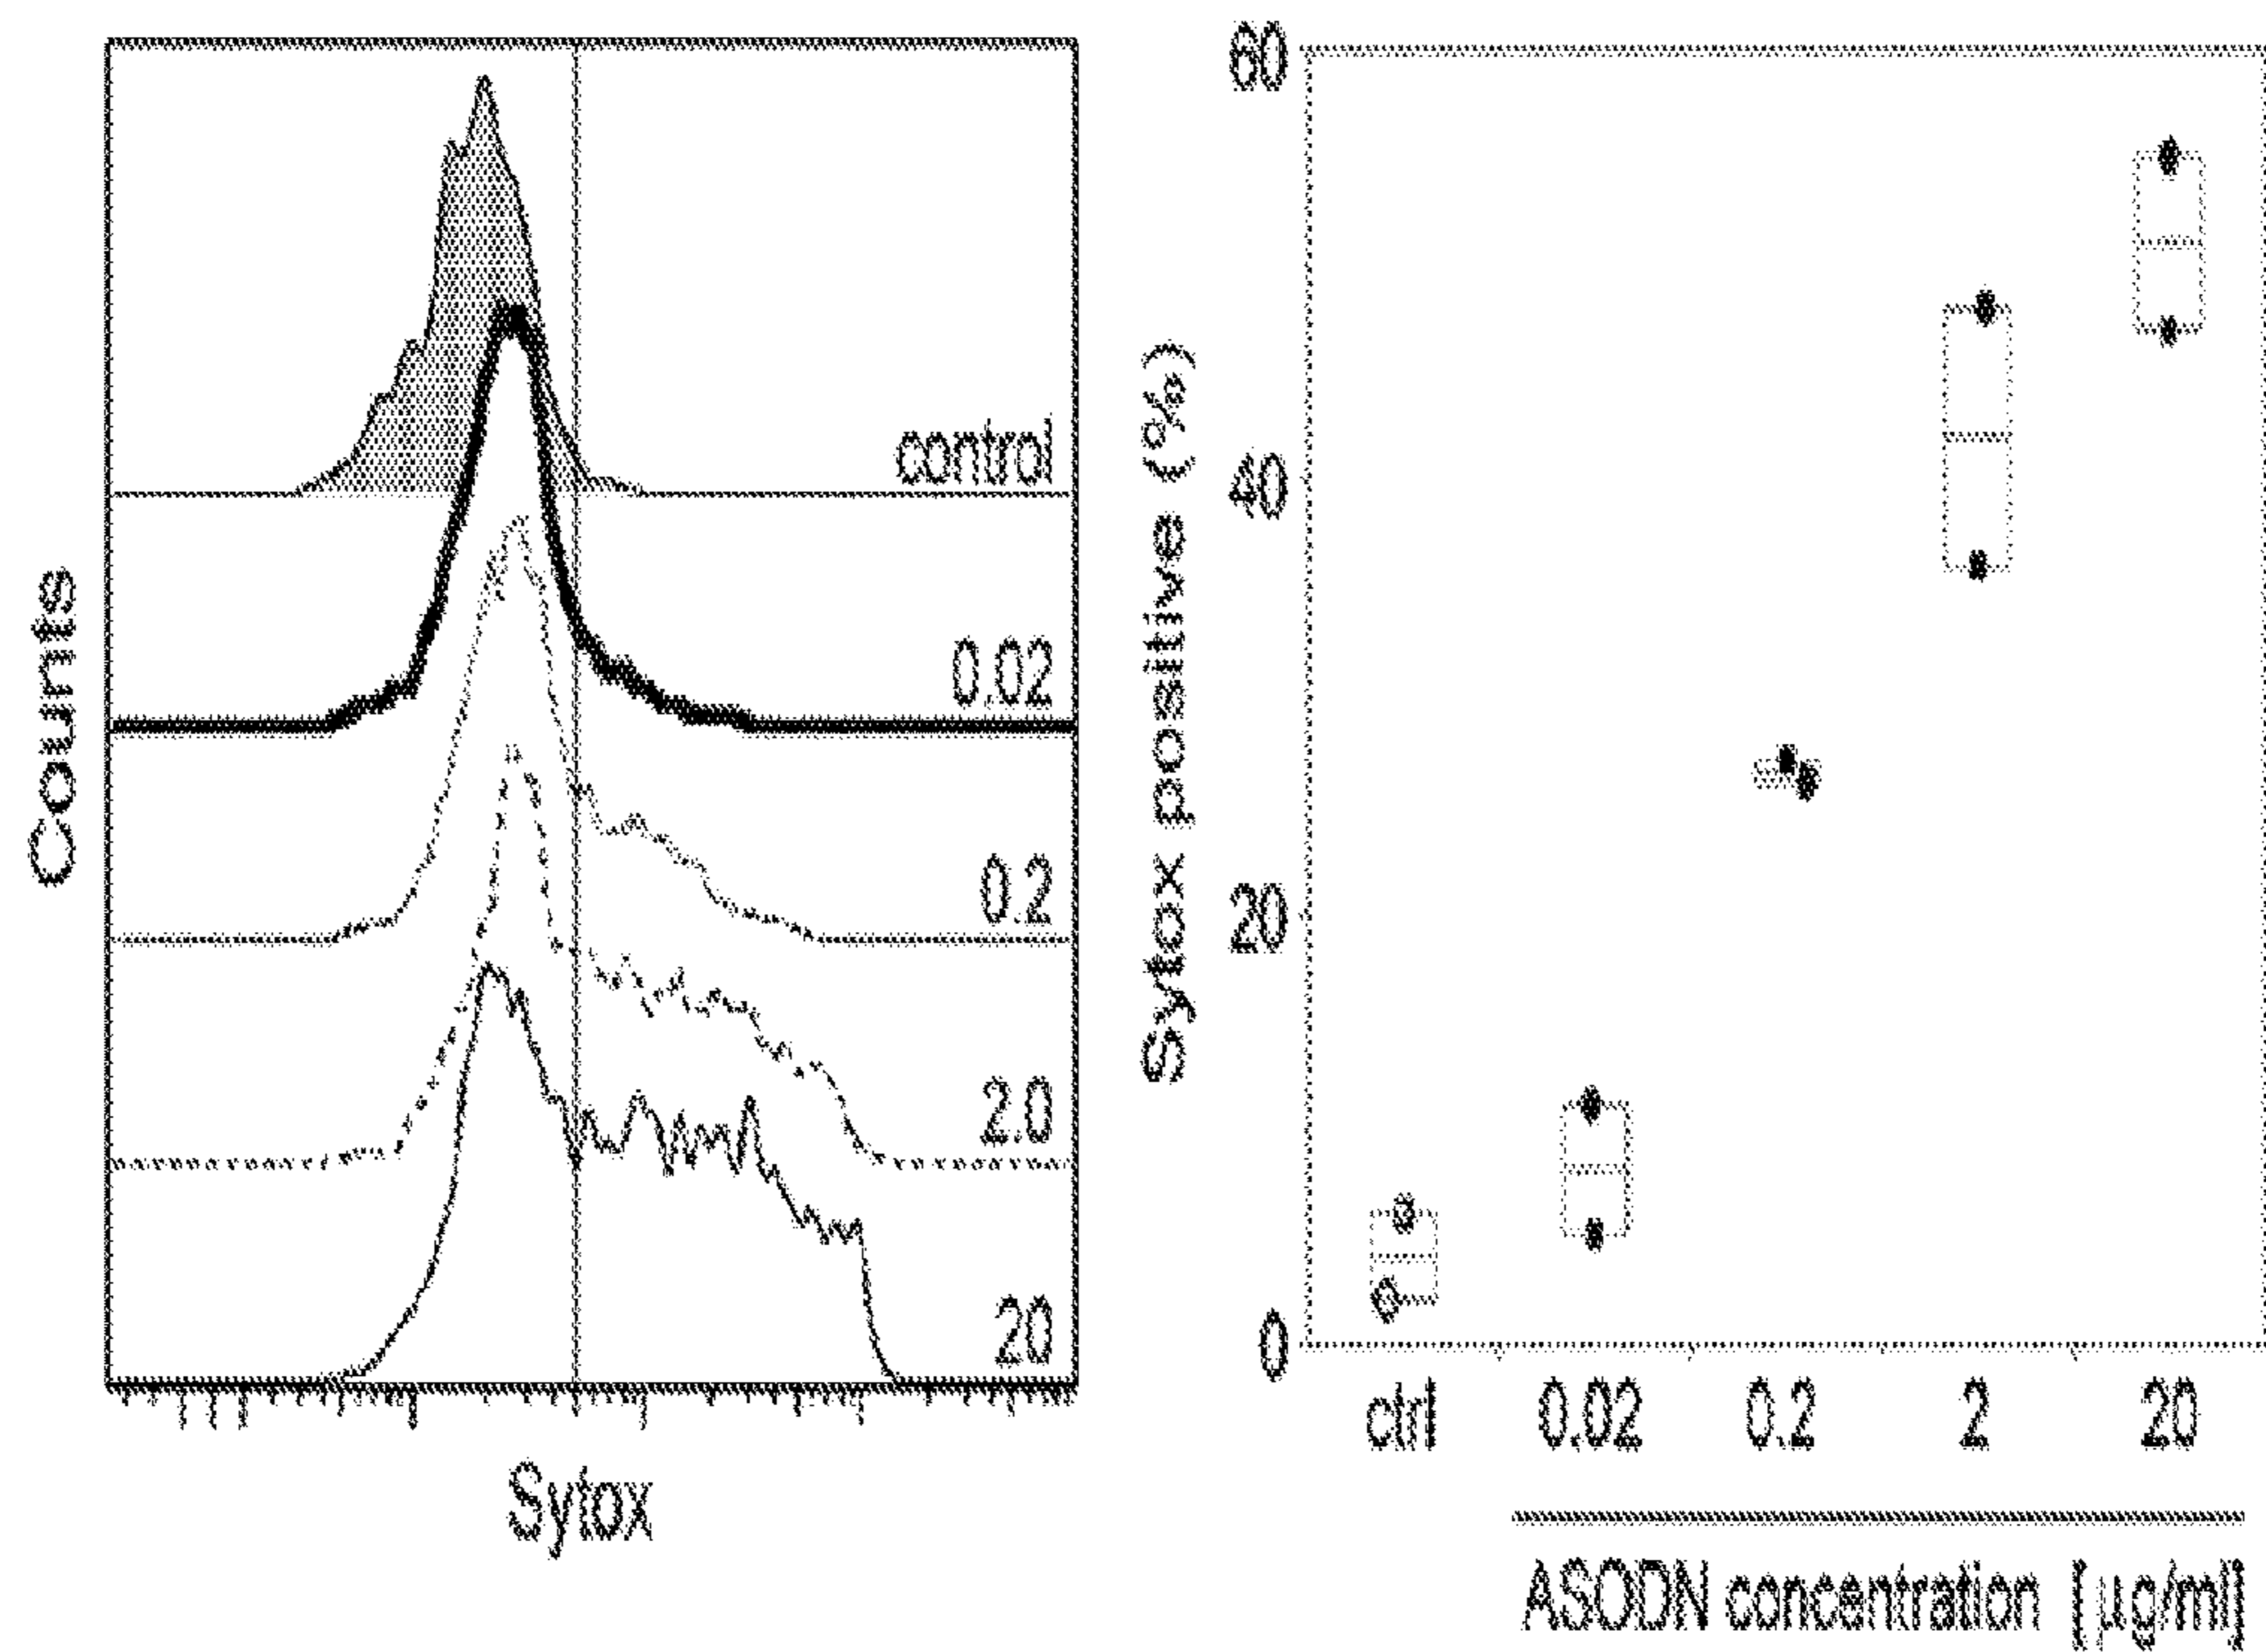 Counts
control
0.02
0.2
2.0
20
Sytox
Sytox positive (%)
60
40
20
0
ctrl 0.02 0.2 2 20
ASODN concentration [µg/ml]